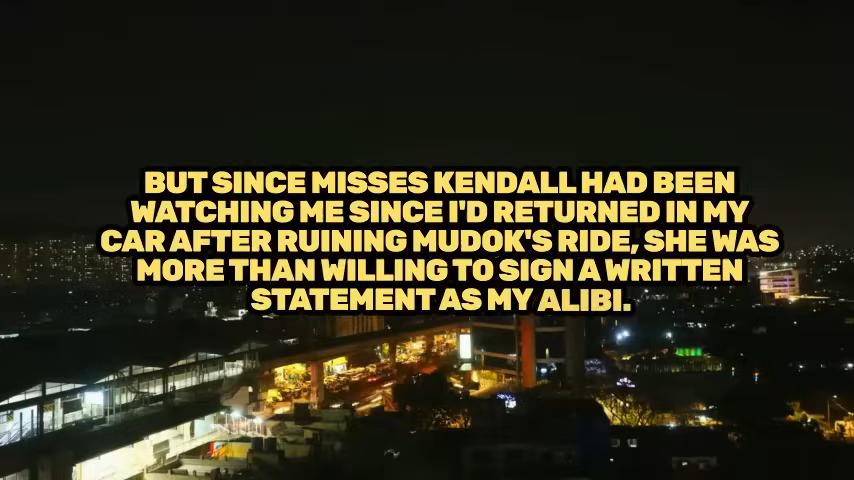 BUT SINCE MISSES KENDALL HAD BEEN
WATCHING ME SINCE I'D RETURNED IN MY
CAR AFTER RUINING MUDOK'S RIDE, SHE WAS
MORE THAN WILLING TO SIGN A WRITTEN
STATEMENT AS MY ALIBI.